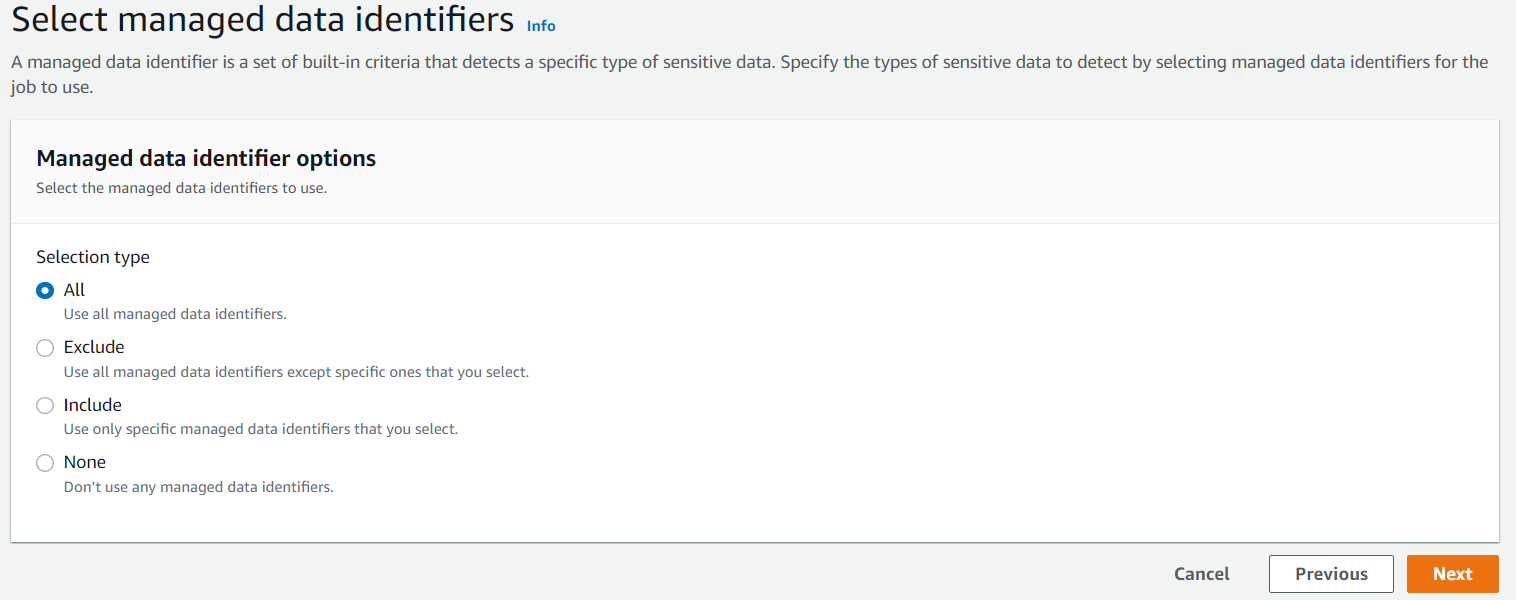 Select managed data identifiers Info
A managed data identifier is a set of built-in criteria that detects a specific type of sensitive data. Specify the types of sensitive data to detect by selecting managed data identifiers for the
job to use.
Managed data identifier options
Select the managed data identifiers to use.
Selection type
All
Use all managed data identifiers.
Exclude
Use all managed data identifiers except specific ones that you select.
Include
Use only specific managed data identifiers that you select.
None
Don’t use any managed data identifiers.
Cancel Previous Next